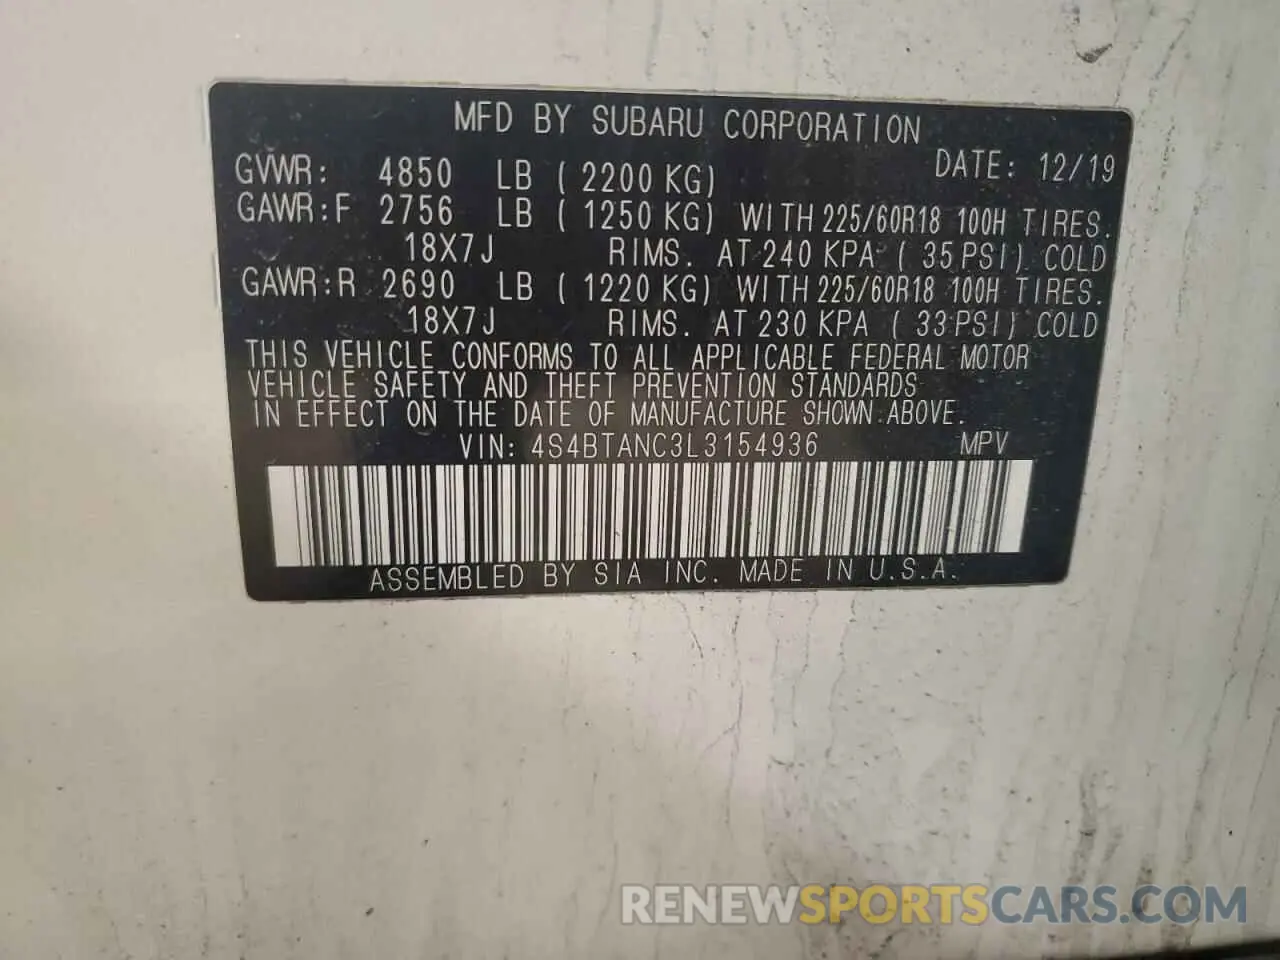 MFD BY SUBARU CORPORATION
DATE: 12/19
GVWR: 4850 LB ( 2200 KG)
GAWR:F 2756 LB ( 1250 KG) WITH 225/60R18 100H TIRES.
18X7J RIMS. AT 240 KPA ( 35 PSI) COLD
GAWR:R 2690 LB ( 1220 KG) WITH 225/60R18 100H TIRES.
18X7J RIMS. AT 230 KPA ( 33 PSI) COLD
THIS VEHICLE CONFORMS TO ALL APPLICABLE FEDERAL MOTOR
VEHICLE SAFETY AND THEFT PREVENTION STANDARDS
IN EFFECT ON THE DATE OF MANUFACTURE SHOWN ABOVE.
VIN: 4S4BTANC3L3154936 MPV
ASSEMBLED BY SIA INC. MADE IN U.S.A.
RENEWSPORTSCARS.COM